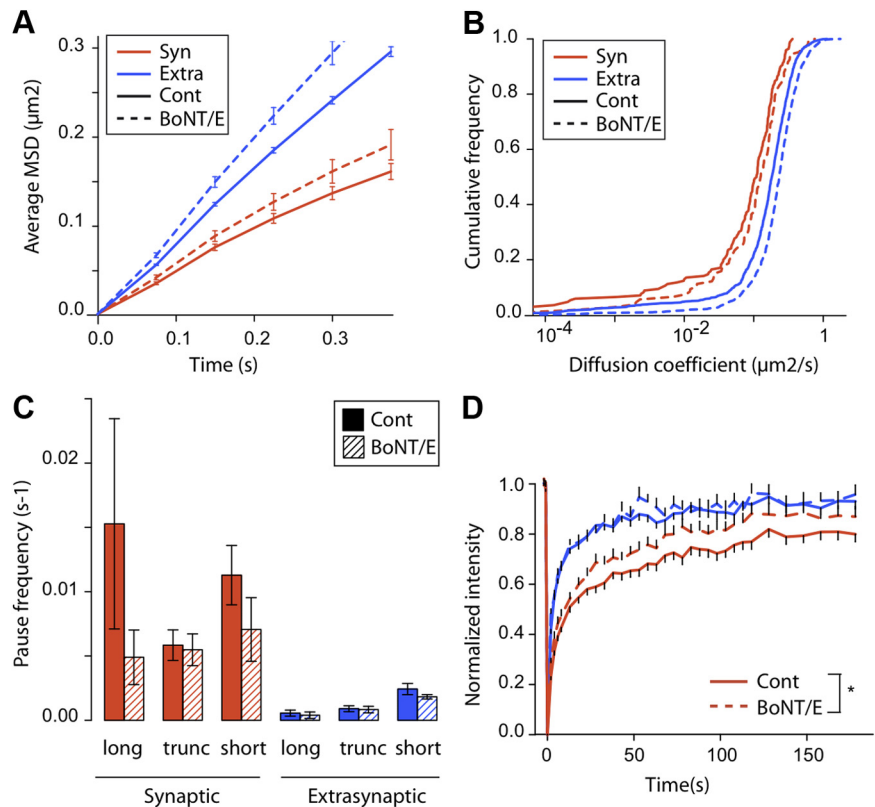 A
0.3
0.2
0.1
0.0
Average MSD (µm2)
Syn
Extra
Cont
BoNT/E
0.0 0.1 0.2 0.3
Time (s)
B
1.0
0.8
0.6
0.4
0.2
0.0
Cumulative frequency
Syn
Extra
Cont
BoNT/E
10-4 10-2 1
Diffusion coefficient (µm2/s)
C
0.02
0.01
0.00
Pause frequency (s-1)
Cont
BoNT/E
long trunc short long trunc short
Synaptic Extrasynaptic
D
1.0
0.8
0.6
0.4
0.2
0.0
Normalized intensity
Cont
BoNT/E
*
0 50 100 150
Time(s)